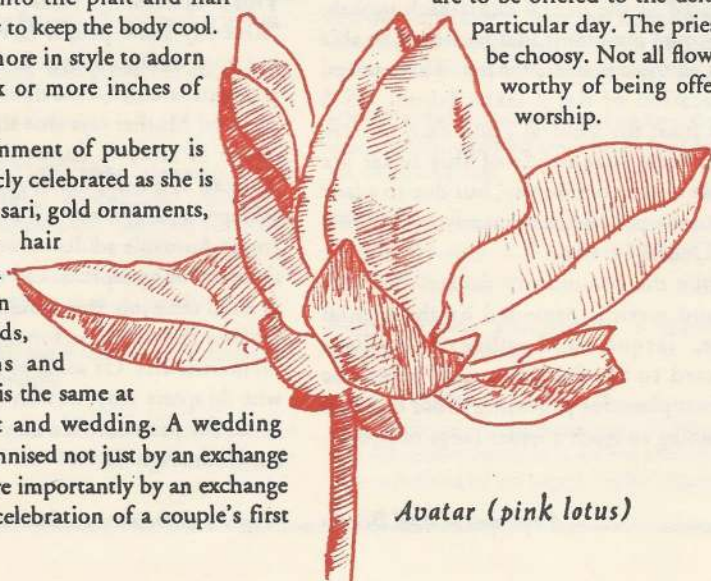 into the plait and hair
to keep the body cool.
more in style to adorn
or more inches of
nment of puberty is
cly celebrated as she is
sari, gold ornaments,
hair
n
ds,
ns and
is the same at
t and wedding. A wedding
nnised not just by an exchange
re importantly by an exchange
celebration of a couple's first
are to be offered to the
particular day. The pries
be choosy. Not all flow
worthy of being offe
worship.
Avatar (pink lotus)